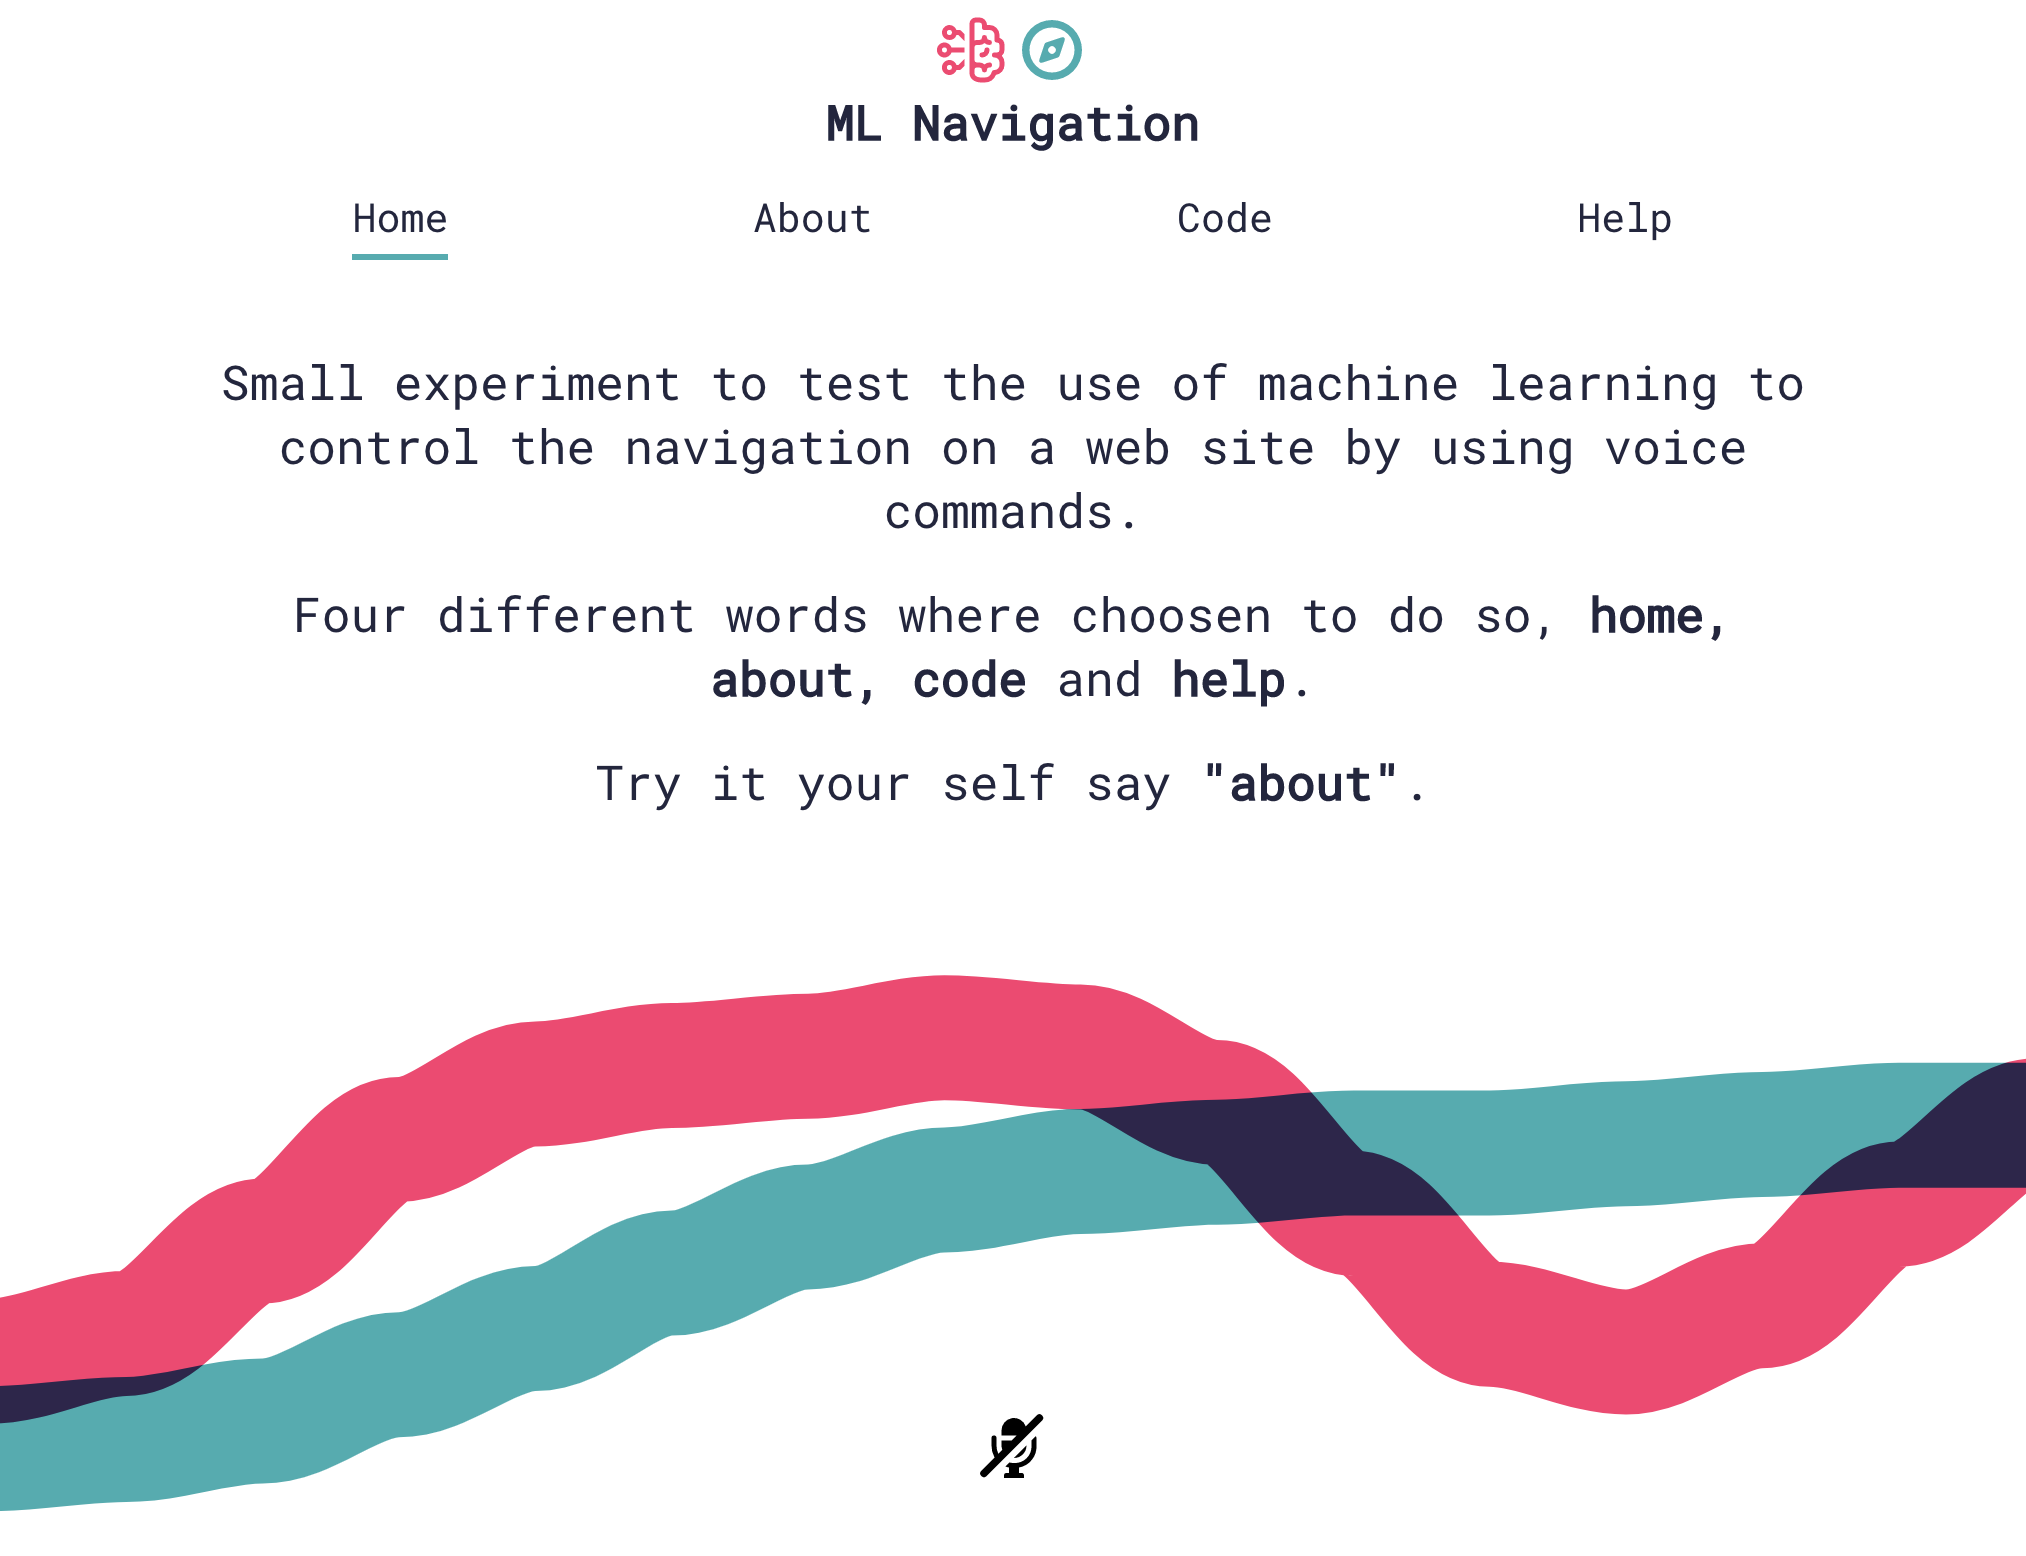 ML Navigation
Home About Code Help
Small experiment to test the use of machine learning to
control the navigation on a web site by using voice
commands.
Four different words where choosen to do so, home,
about, code and help.
Try it your self say "about".